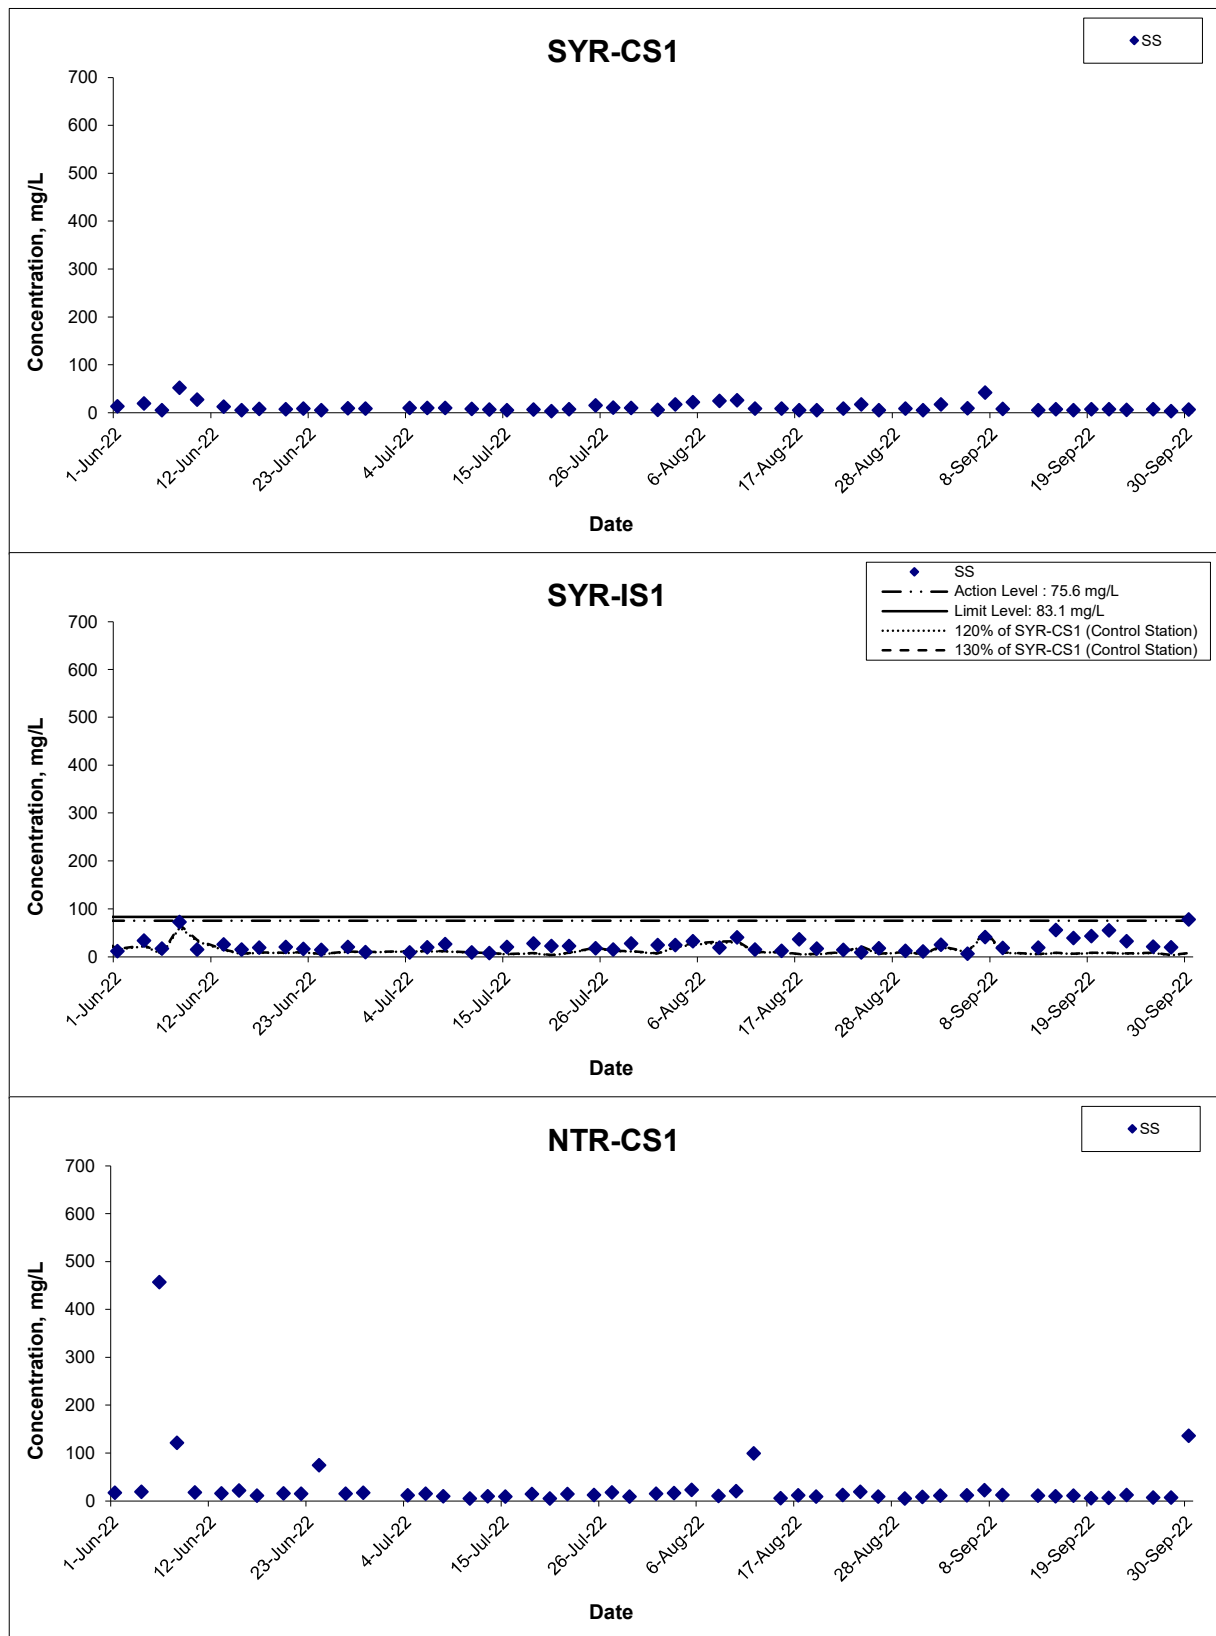 SYR-CS1
SS
700
600
500
400
300
200
100
0
Concentration, mg/L
1-Jun-22
12-Jun-22
23-Jun-22
4-Jul-22
15-Jul-22
26-Jul-22
6-Aug-22
17-Aug-22
28-Aug-22
8-Sep-22
19-Sep-22
30-Sep-22
Date
SYR-IS1
SS
Action Level : 75.6 mg/L
Limit Level: 83.1 mg/L
120% of SYR-CS1 (Control Station)
130% of SYR-CS1 (Control Station)
700
600
500
400
300
200
100
0
Concentration, mg/L
1-Jun-22
12-Jun-22
23-Jun-22
4-Jul-22
15-Jul-22
26-Jul-22
6-Aug-22
17-Aug-22
28-Aug-22
8-Sep-22
19-Sep-22
30-Sep-22
Date
NTR-CS1
SS
700
600
500
400
300
200
100
0
Concentration, mg/L
1-Jun-22
12-Jun-22
23-Jun-22
4-Jul-22
15-Jul-22
26-Jul-22
6-Aug-22
17-Aug-22
28-Aug-22
8-Sep-22
19-Sep-22
30-Sep-22
Date